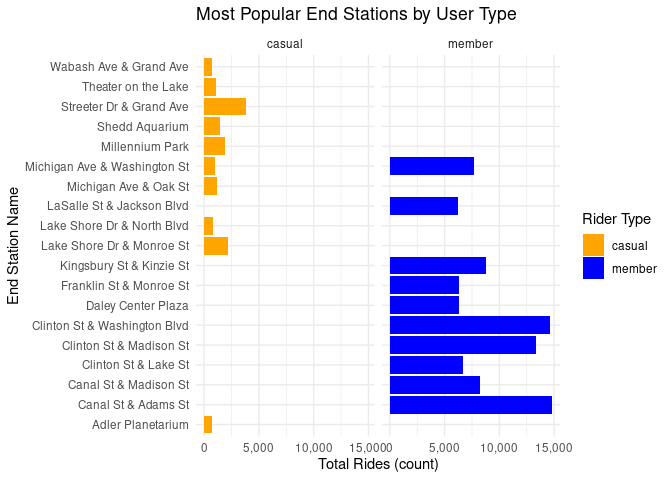 Most Popular End Stations by User Type
casual
member
Wabash Ave & Grand Ave
Theater on the Lake
Streeter Dr & Grand Ave
Shedd Aquarium
Millennium Park
Michigan Ave & Washington St
Michigan Ave & Oak St
LaSalle St & Jackson Blvd
Lake Shore Dr & North Blvd
Lake Shore Dr & Monroe St
Kingsbury St & Kinzie St
Franklin St & Monroe St
Daley Center Plaza
Clinton St & Washington Blvd
Clinton St & Madison St
Clinton St & Lake St
Canal St & Madison St
Canal St & Adams St
Adler Planetarium
End Station Name
0 5,000 10,000 15,000
0 5,000 10,000 15,000
Total Rides (count)
Rider Type
casual
member